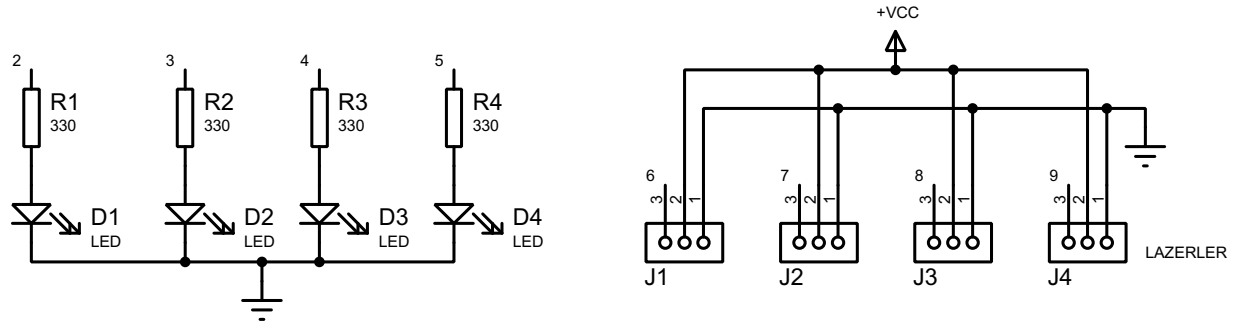 2 3 4 5
R1 R2 R3 R4
330 330 330 330
D1 D2 D3 D4
LED LED LED LED
+VCC
6 7 8 9
3 2 1 3 2 1 3 2 1 3 2 1
J1 J2 J3 J4
LAZERLER